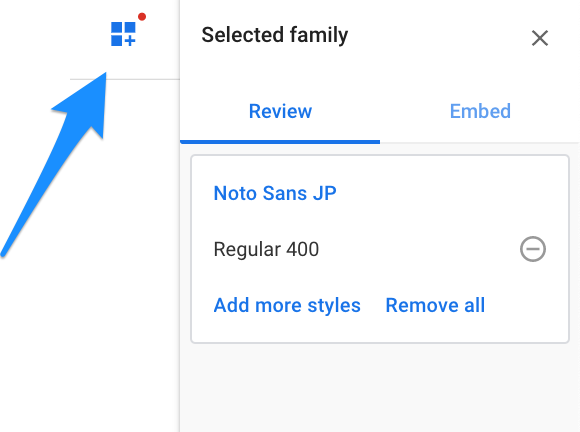 Selected family
Review Embed
Noto Sans JP
Regular 400
Add more styles Remove all